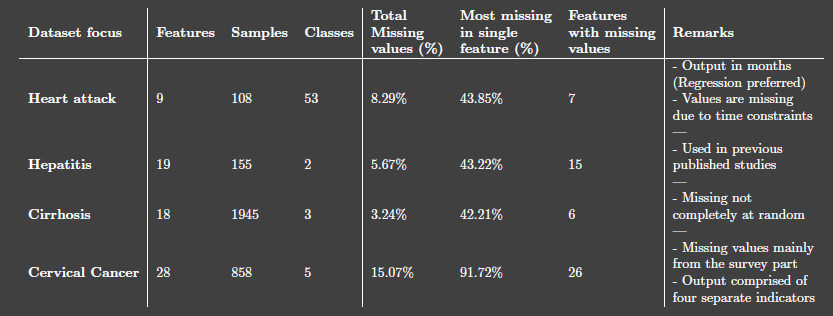 Dataset focus Features Samples Classes Total Missing values (%) Most missing in single feature (%) Features with missing values Remarks
Heart attack 9 108 53 8.29% 43.85% 7 - Output in months (Regression preferred) - Values are missing due to time constraints
—
Hepatitis 19 155 2 5.67% 43.22% 15 - Used in previous published studies
—
Cirrhosis 18 1945 3 3.24% 42.21% 6 - Missing not completely at random
—
Cervical Cancer 28 858 5 15.07% 91.72% 26 - Missing values mainly from the survey part - Output comprised of four separate indicators